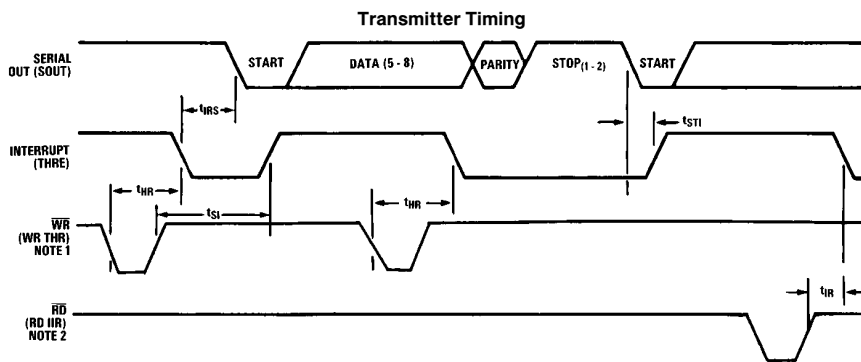 Transmitter Timing
SERIAL
OUT (SOUT)
START
DATA (5 - 8)
PARITY
STOP(1 - 2)
START
tIRS
tSTI
INTERRUPT
(THRE)
tHR
tSI
tHR
WR
(WR THR)
NOTE 1
tIR
RD
(RD IIR)
NOTE 2